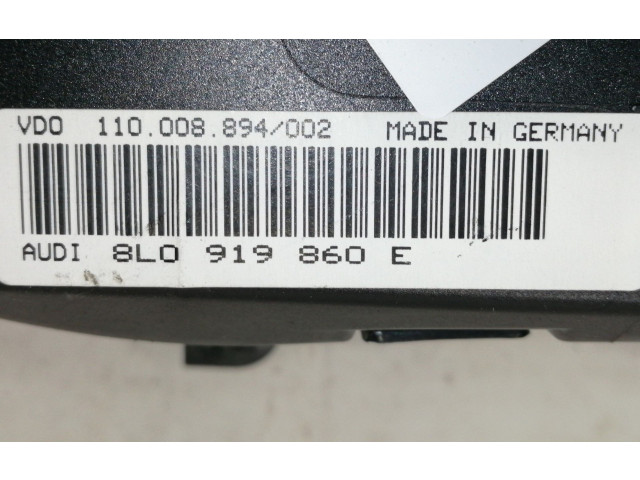 VDO 110.008.894/002 MADE IN GERMANY
AUDI 8L0 919 860 E